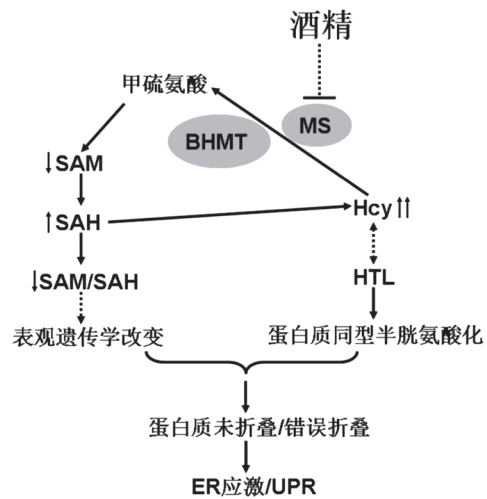 酒精
甲硫氨酸
MS
BHMT
↓SAM
↑SAH
Hcy↑↑
↓SAM/SAH
HTL
表观遗传学改变
蛋白质同型半胱氨酸化
蛋白质未折叠/错误折叠
ER应激/UPR